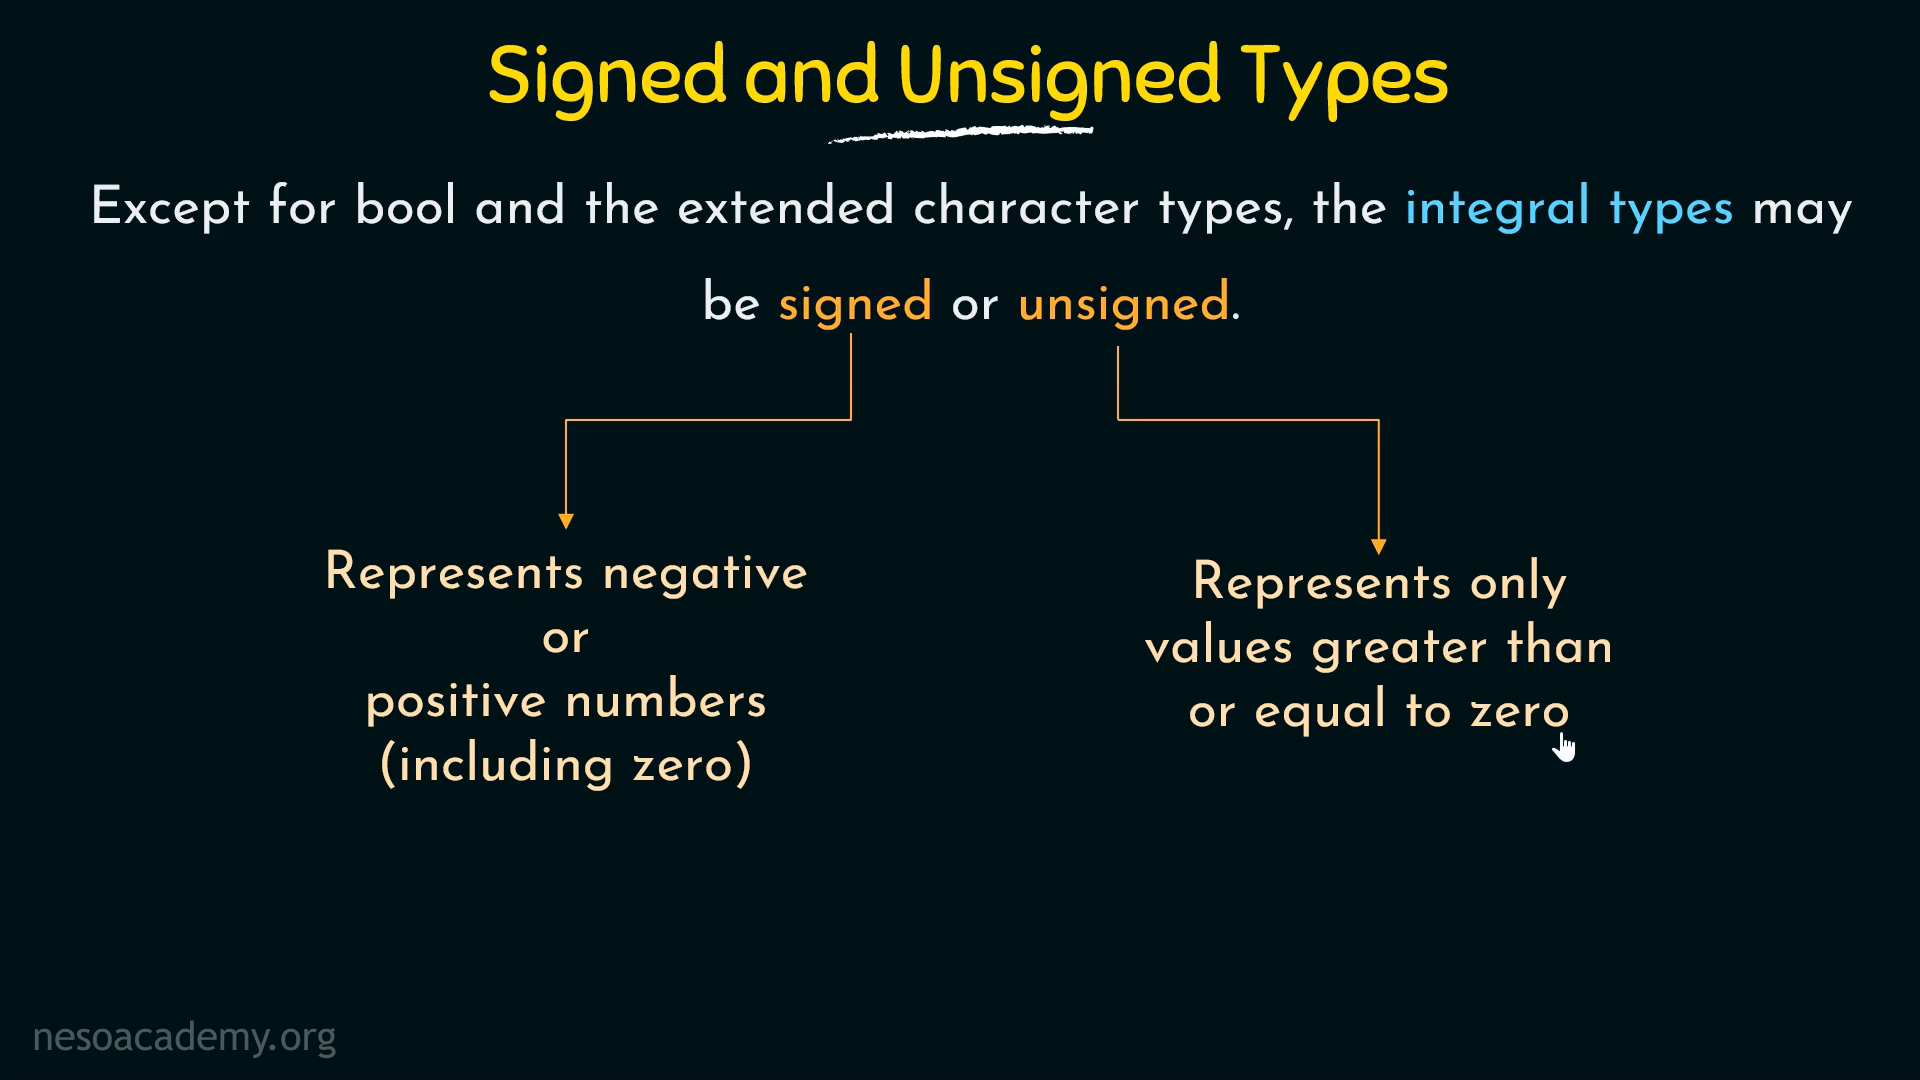 Signed and Unsigned Types
Except for bool and the extended character types, the integral types may
be signed or unsigned.
Represents negative
or
positive numbers
(including zero)
Represents only
values greater than
or equal to zero
nesoacademy.org